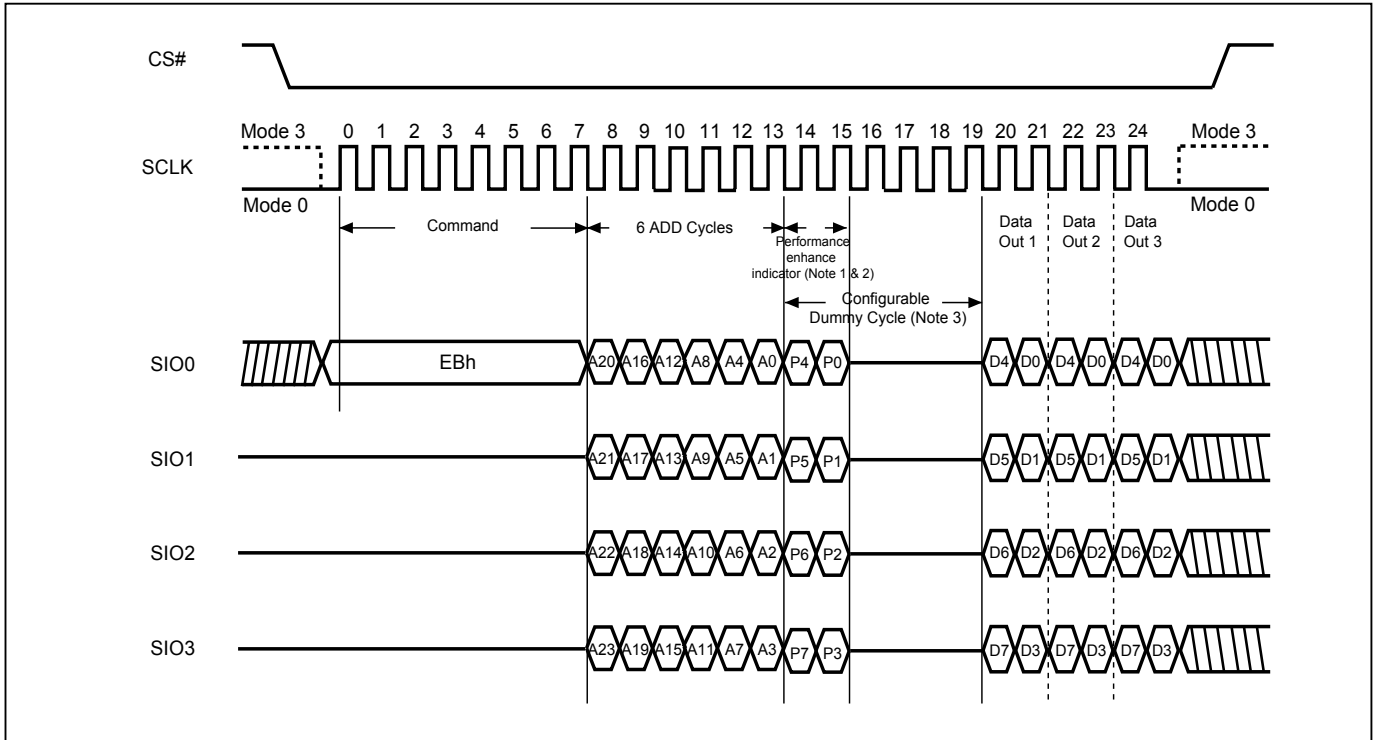 CS#
Mode 3 0 1 2 3 4 5 6 7 8 9 10 11 12 13 14 15 16 17 18 19 20 21 22 23 24 Mode 3
SCLK
Mode 0 Mode 0
Command 6 ADD Cycles Data Data Data
Out 1 Out 2 Out 3
Performance
enhance
indicator (Note 1 & 2)
Configurable
Dummy Cycle (Note 3)
SIO0 EBh A20 A16 A12 A8 A4 A0 P4 P0 D4 D0 D4 D0 D4 D0
SIO1 A21 A17 A13 A9 A5 A1 P5 P1 D5 D1 D5 D1 D5 D1
SIO2 A22 A18 A14 A10 A6 A2 P6 P2 D6 D2 D6 D2 D6 D2
SIO3 A23 A19 A15 A11 A7 A3 P7 P3 D7 D3 D7 D3 D7 D3